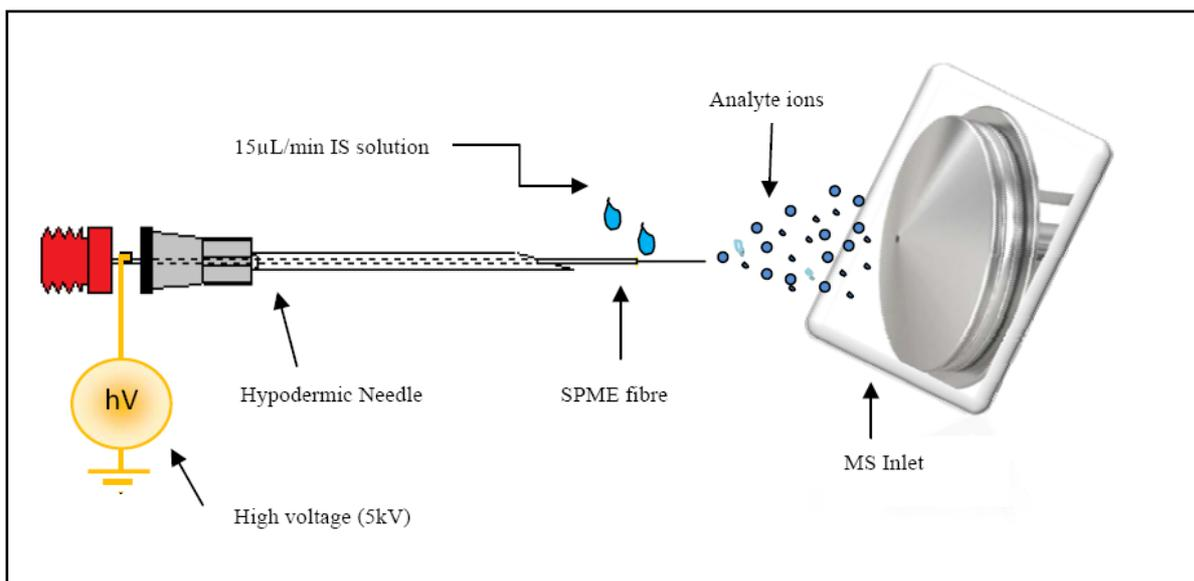 Analyte ions
15µL/min IS solution
hV
Hypodermic Needle
SPME fibre
MS Inlet
High voltage (5kV)